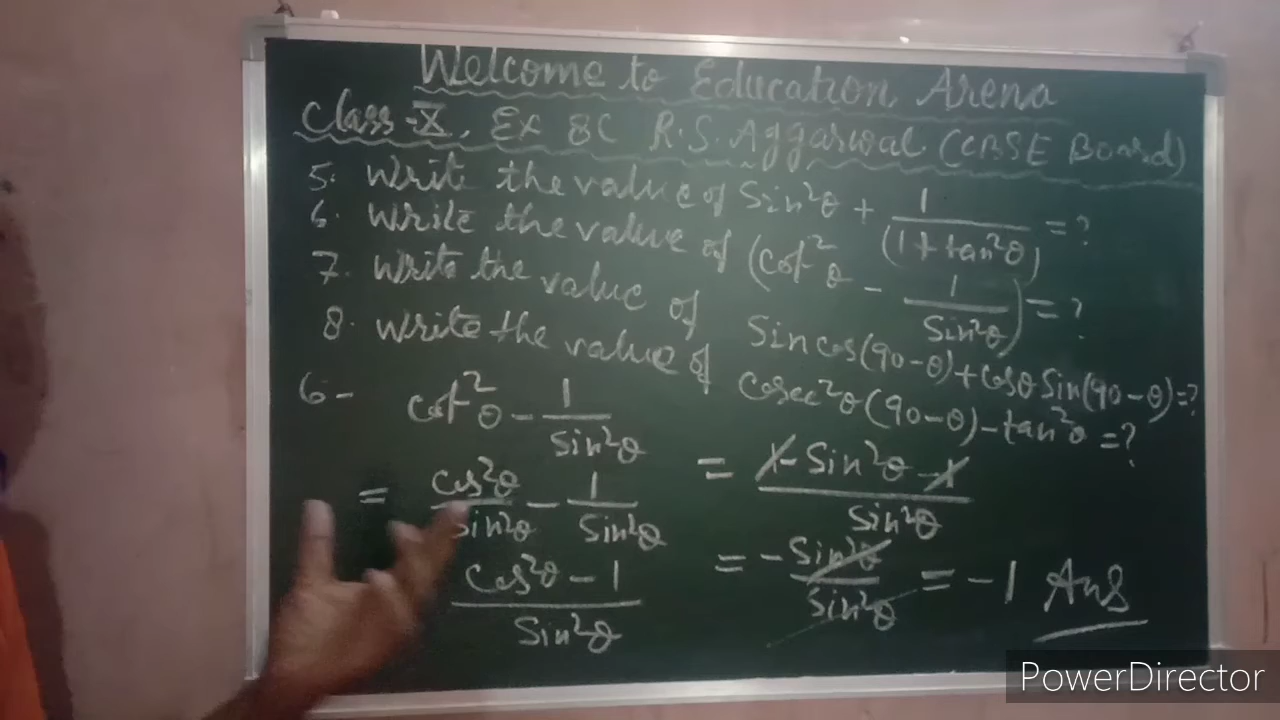 Welcome to Education Arena
Class-X, Ex 8C R.S. Aggarwal (CBSE Board)
5. Write the value of Sin²θ + 1/(1+tan²θ) = ?
6. Write the value of (Cot²θ - 1/Sin²θ) = ?
7. Write the value of Sin cos(90-θ)+cosθ Sin(90-θ)=?
8. Write the value of Cosec²θ(90-θ)-tan²θ =?
6- cot²θ - 1/Sin²θ
= cos²θ/Sin²θ - 1/Sin²θ
cos²θ - 1/Sin²θ
= 1-Sin²θ-1/Sin²θ
= -Sin²θ/Sin²θ = -1 Ans
PowerDirector